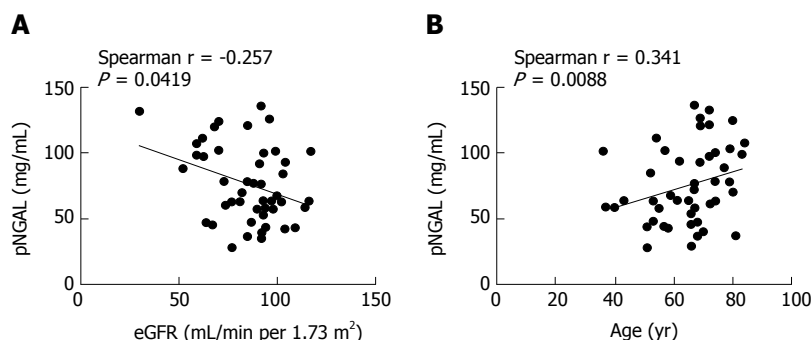 A
Spearman r = -0.257
P = 0.0419
pNGAL (mg/mL)
150
100
50
0
0
50
100
150
eGFR (mL/min per 1.73 m²)
B
Spearman r = 0.341
P = 0.0088
pNGAL (mg/mL)
150
100
50
0
0
20
40
60
80
100
Age (yr)